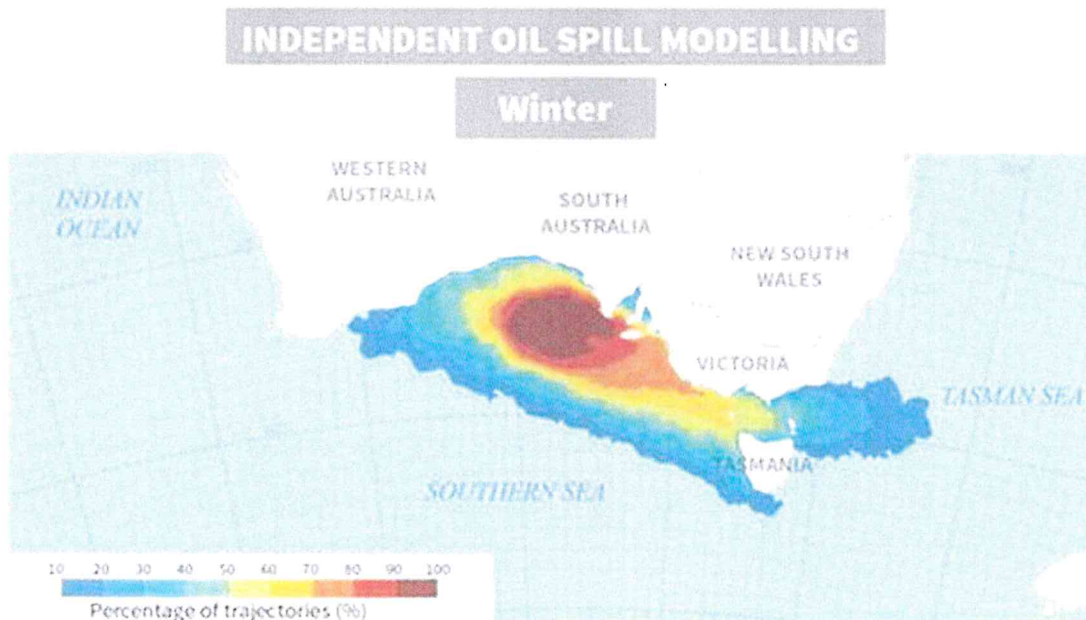 INDEPENDENT OIL SPILL MODELLING
Winter
WESTERN
AUSTRALIA
INDIAN
OCEAN
SOUTH
AUSTRALIA
NEW SOUTH
WALES
VICTORIA
TASMAN SEA
TASMANIA
SOUTHERN SEA
10 20 30 40 50 60 70 80 90 100
Percentage of trajectories (%)